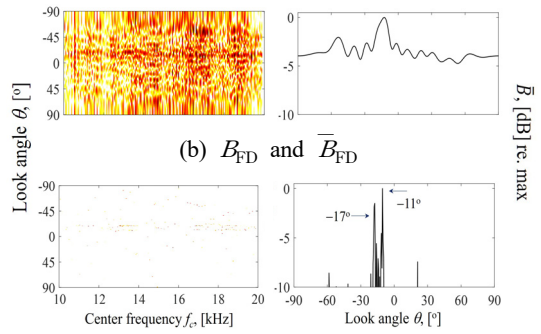 -90
-45
0
45
90
0
-5
-10
(b) B_FD and B̅_FD
Look angle θ, [°]
B̅, [dB] re. max
-90
-45
0
45
90
10 12 14 16 18 20
Center frequency f_c, [kHz]
0
-5
-10
−17°
−11°
-90 -60 -30 0 30 60 90
Look angle θ, [°]